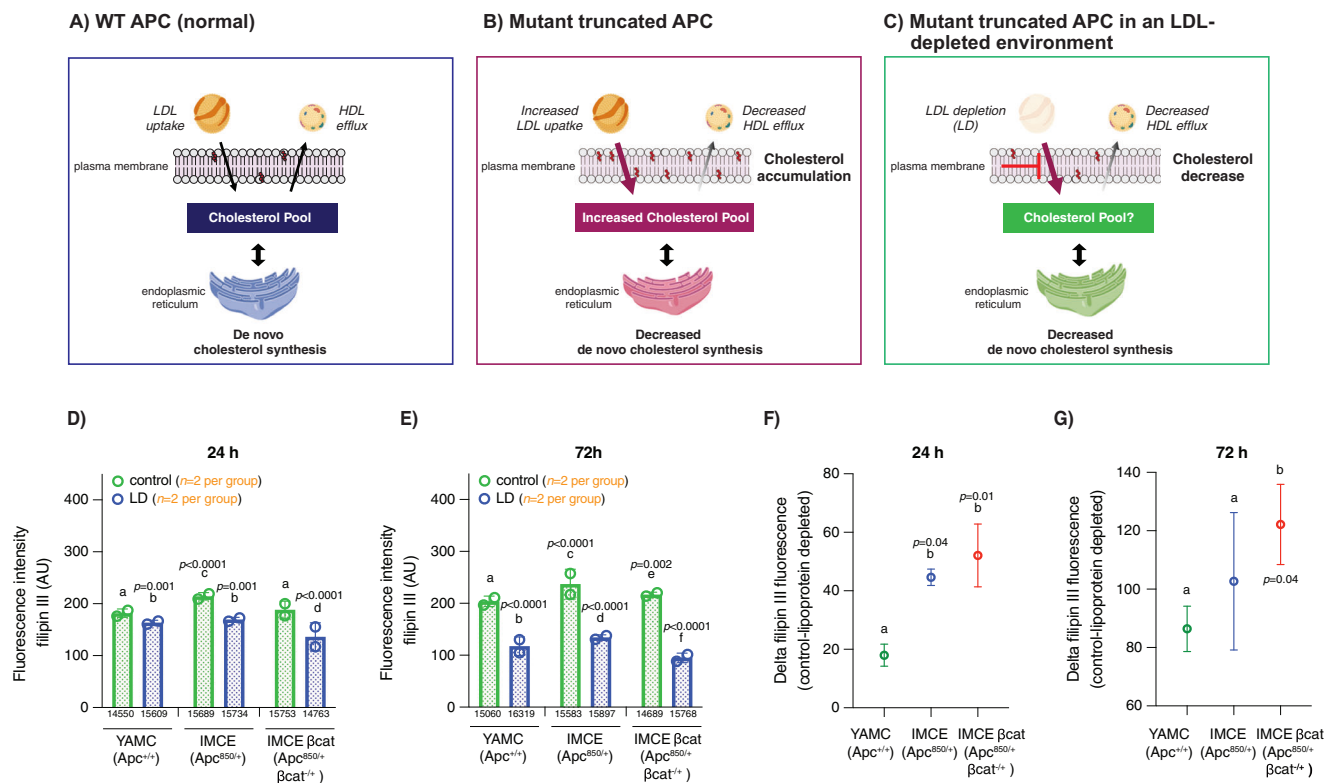 A) WT APC (normal)
LDL
uptake
HDL
efflux
plasma membrane
Cholesterol Pool
endoplasmic
reticulum
De novo
cholesterol synthesis
B) Mutant truncated APC
Increased
LDL upatke
Decreased
HDL efflux
plasma membrane
Cholesterol
accumulation
Increased Cholesterol Pool
endoplasmic
reticulum
Decreased
de novo cholesterol synthesis
C) Mutant truncated APC in an LDL-
depleted environment
LDL depletion
(LD)
Decreased
HDL efflux
plasma membrane
Cholesterol
decrease
Cholesterol Pool?
endoplasmic
reticulum
Decreased
de novo cholesterol synthesis
D)
24 h
control (n=2 per group)
LD (n=2 per group)
Fluorescence intensity
filipin III (AU)
400
300
200
100
0
a
p=0.001
b
p<0.0001
c
p=0.001
b
a
p<0.0001
d
14550 15609 15689 15734 15753 14763
YAMC
(Apc+/+)
IMCE
(Apc850/+)
IMCE βcat
(Apc850/+
βcat-/+ )
E)
72h
control (n=2 per group)
LD (n=2 per group)
Fluorescence intensity
filipin III (AU)
400
300
200
100
0
a
p<0.0001
b
p<0.0001
c
p<0.0001
d
p=0.002
e
p<0.0001
f
15060 16319 15583 15897 14689 15768
YAMC
(Apc+/+)
IMCE
(Apc850/+)
IMCE βcat
(Apc850/+
βcat-/+ )
F)
24 h
Delta filipin III fluorescence
(control-lipoprotein depleted)
80
60
40
20
0
a
p=0.04
b
p=0.01
b
YAMC
(Apc+/+)
IMCE
(Apc850/+)
IMCE βcat
(Apc850/+
βcat-/+ )
G)
72 h
Delta filipin III fluorescence
(control-lipoprotein depleted)
140
120
100
80
60
a
a
b
p=0.04
YAMC
(Apc+/+)
IMCE
(Apc850/+)
IMCE βcat
(Apc850/+
βcat-/+ )